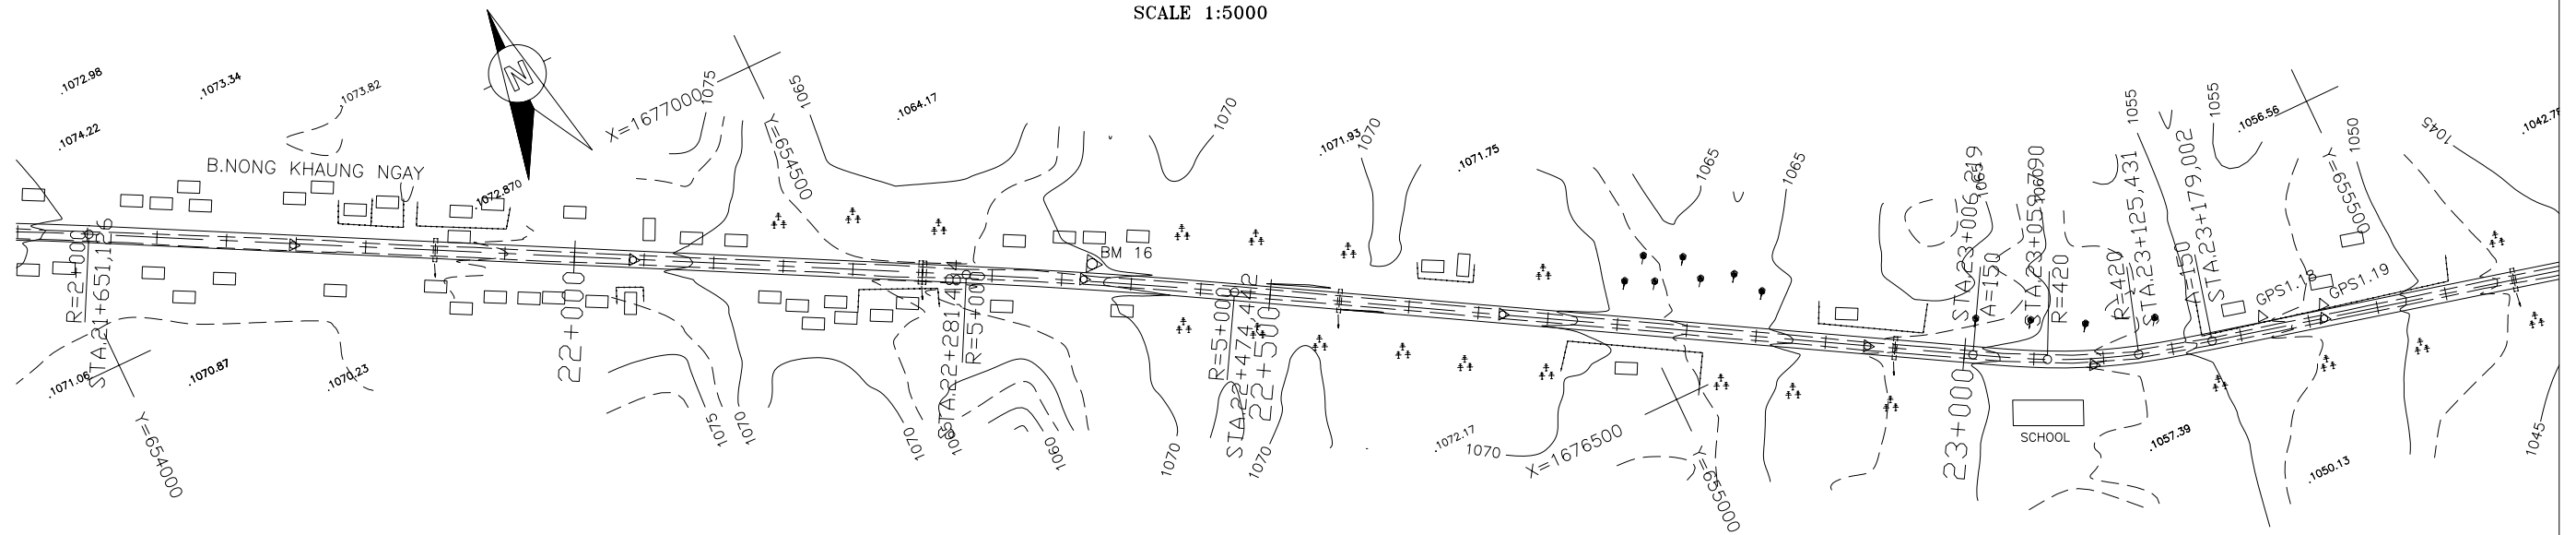 SCALE 1:5000
.1072.98
.1073.34
.1073.82
.1074.22
N
X=1677000
1075
1065
Y=654500
.1064.17
1070
.1071.93
1070
.1071.75
1065
1065
1055
1055
.1056.56
1050
1045
.1042.78
B.NONG KHAUNG NGAY
.1072.870
BM 16
R=2+000
STA.21+651,126
22+000
STA.22+281,484
R=5+000
R=5+000
STA.22+474,442
22+500
STA.23+006,219
A=150
STA.23+059,790
1060
R=420
R=420
STA.23+125,431
A=150
STA.23+179,002
Y=655500
GPS1.18
GPS1.19
.1071.06
.1070.87
.1070.23
Y=654000
1075
1070
1070
1065
1060
1070
1070
.1072.17
1070
X=1676500
Y=655000
23+000
SCHOOL
.1057.39
.1050.13
1045